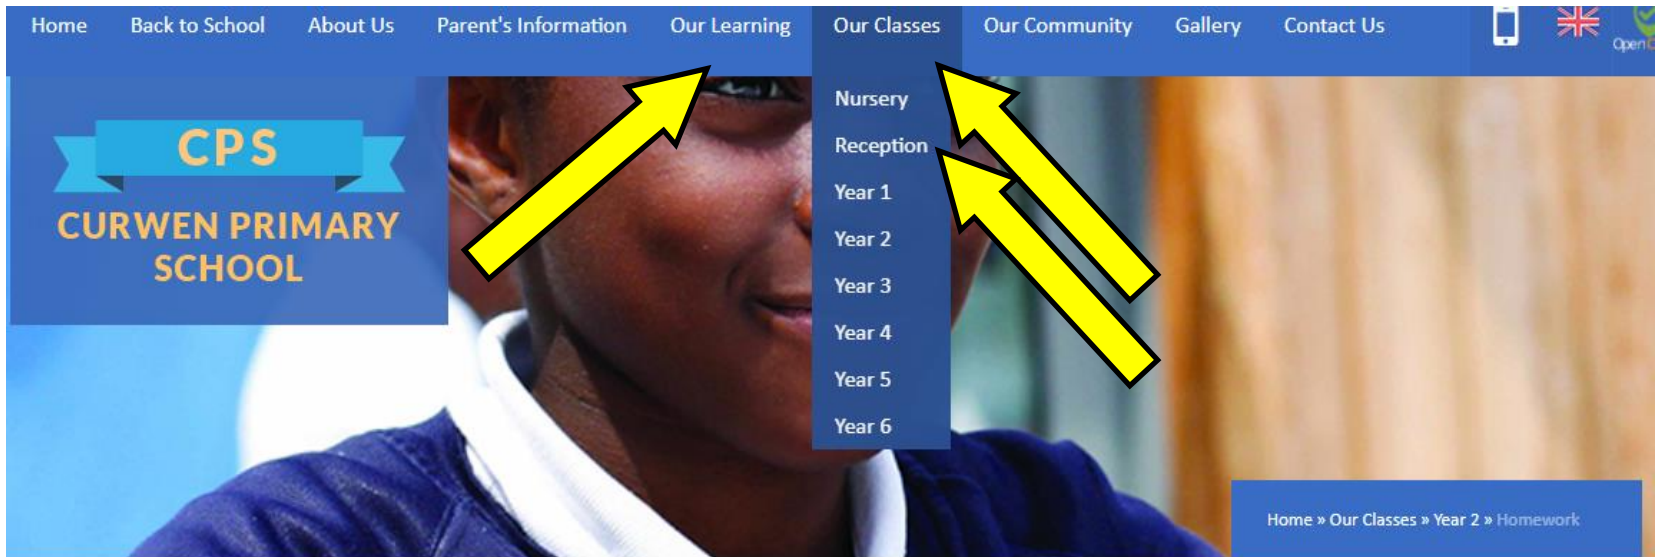 Home Back to School About Us Parent's Information Our Learning Our Classes Our Community Gallery Contact Us
Open
CPS
CURWEN PRIMARY
SCHOOL
Nursery
Reception
Year 1
Year 2
Year 3
Year 4
Year 5
Year 6
Home » Our Classes » Year 2 » Homework